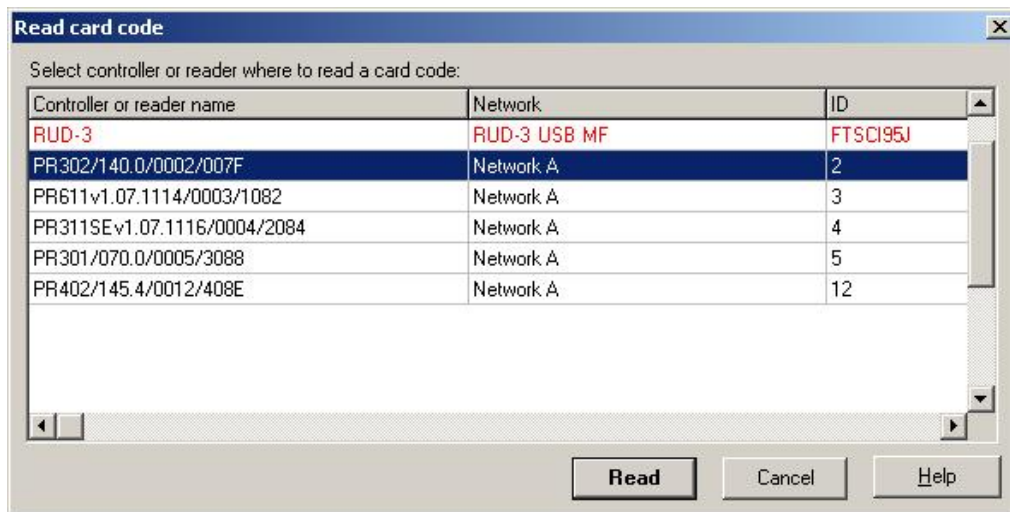 Read card code
Select controller or reader where to read a card code:
Controller or reader name Network ID
RUD-3 RUD-3 USB MF FTSCI95J
PR302/140.0/0002/007F Network A 2
PR611v1.07.1114/0003/1082 Network A 3
PR311SEv1.07.1116/0004/2084 Network A 4
PR301/070.0/0005/3088 Network A 5
PR402/145.4/0012/408E Network A 12
Read Cancel Help